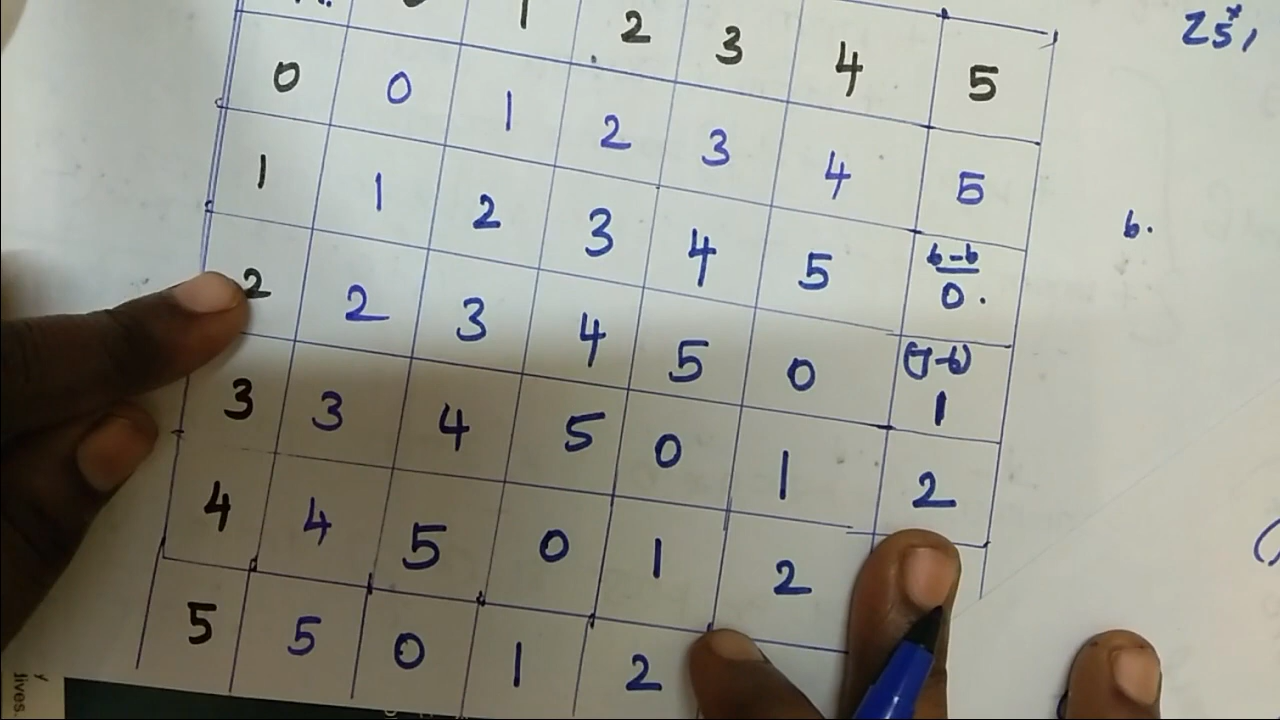 1 2 3 4 5
0 0 1 2 3 4 5
1 1 2 3 4 5 6-6 0.
2 2 3 4 5 0 (7-6) 1
3 3 4 5 0 1 2
4 4 5 0 1 2
5 5 0 1 2
Z5*,
6.
lives.